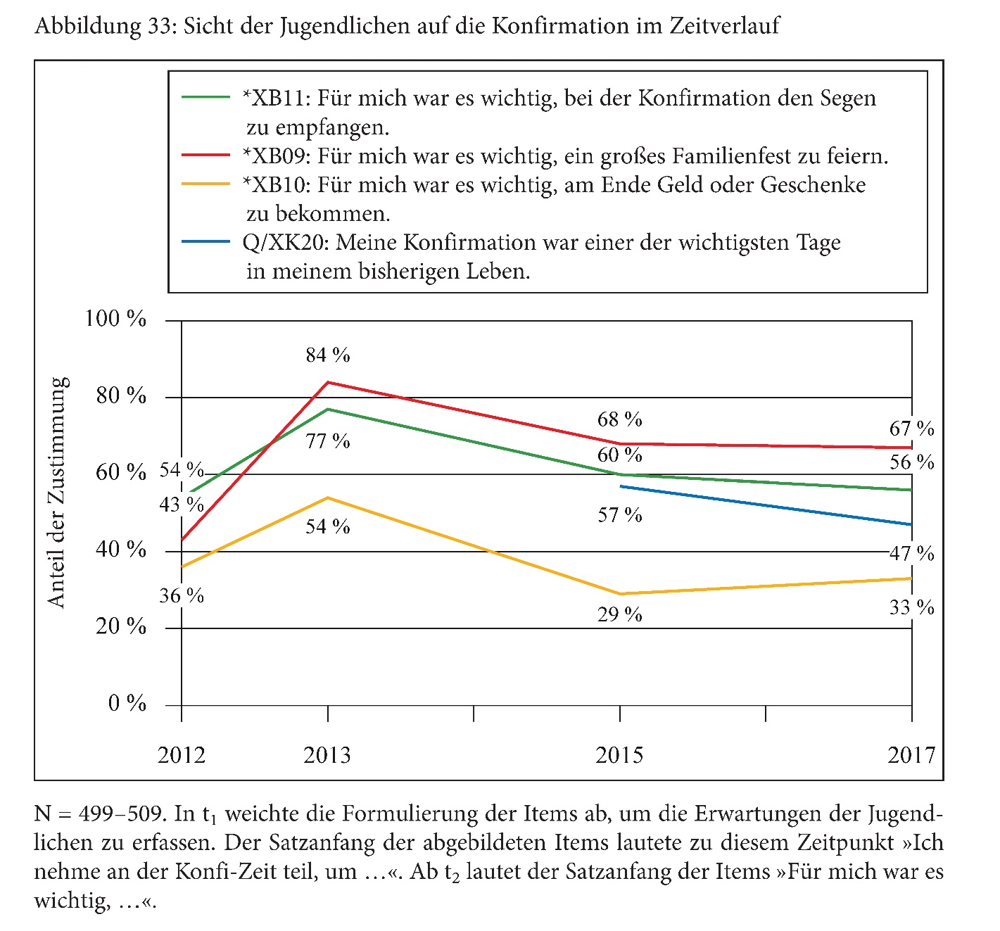 Abbildung 33: Sicht der Jugendlichen auf die Konfirmation im Zeitverlauf
*XB11: Für mich war es wichtig, bei der Konfirmation den Segen
zu empfangen.
*XB09: Für mich war es wichtig, ein großes Familienfest zu feiern.
*XB10: Für mich war es wichtig, am Ende Geld oder Geschenke
zu bekommen.
Q/XK20: Meine Konfirmation war einer der wichtigsten Tage
in meinem bisherigen Leben.
Anteil der Zustimmung
100 %
80 %
60 %
40 %
20 %
0 %
84 %
77 %
68 %
67 %
60 %
56 %
54 %
43 %
54 %
57 %
47 %
36 %
29 %
33 %
2012
2013
2015
2017
N = 499–509. In t₁ weichte die Formulierung der Items ab, um die Erwartungen der Jugend-
lichen zu erfassen. Der Satzanfang der abgebildeten Items lautete zu diesem Zeitpunkt »Ich
nehme an der Konfi-Zeit teil, um …«. Ab t₂ lautet der Satzanfang der Items »Für mich war es
wichtig, …«.